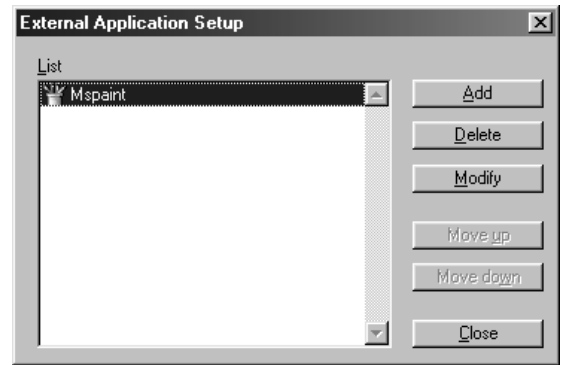 External Application Setup
List
Mspaint
Add
Delete
Modify
Move up
Move down
Close